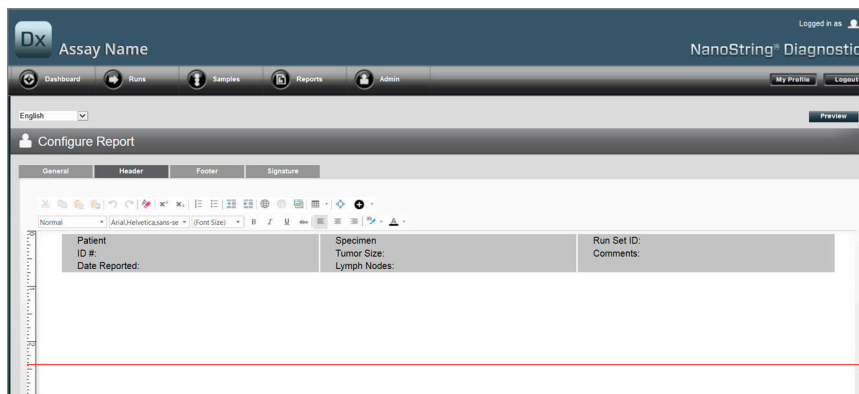 Logged in as
Dx
Assay Name
NanoString® Diagnostic
Dashboard Runs Samples Reports Admin My Profile Logout
English Preview
Configure Report
General Header Footer Signature
Normal Arial,Helvetica,sans-se (Font Size) B I U abc A
Patient Specimen Run Set ID:
ID #: Tumor Size: Comments:
Date Reported: Lymph Nodes: